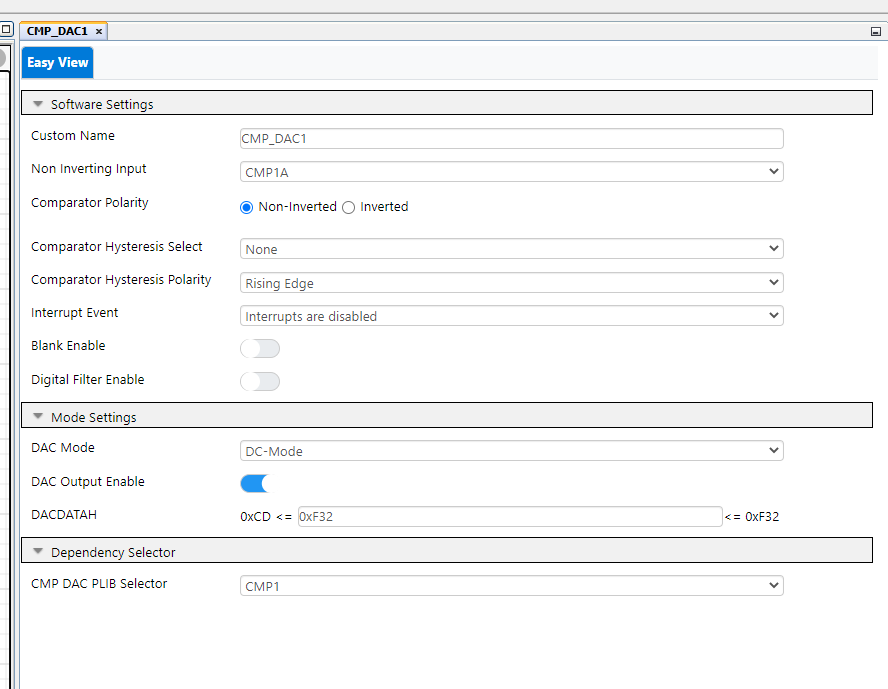 CMP_DAC1 ×
Easy View
Software Settings
Custom Name CMP_DAC1
Non Inverting Input CMP1A
Comparator Polarity Non-Inverted Inverted
Comparator Hysteresis Select None
Comparator Hysteresis Polarity Rising Edge
Interrupt Event Interrupts are disabled
Blank Enable
Digital Filter Enable
Mode Settings
DAC Mode DC-Mode
DAC Output Enable
DACDATAH 0xCD <= 0xF32 <= 0xF32
Dependency Selector
CMP DAC PLIB Selector CMP1